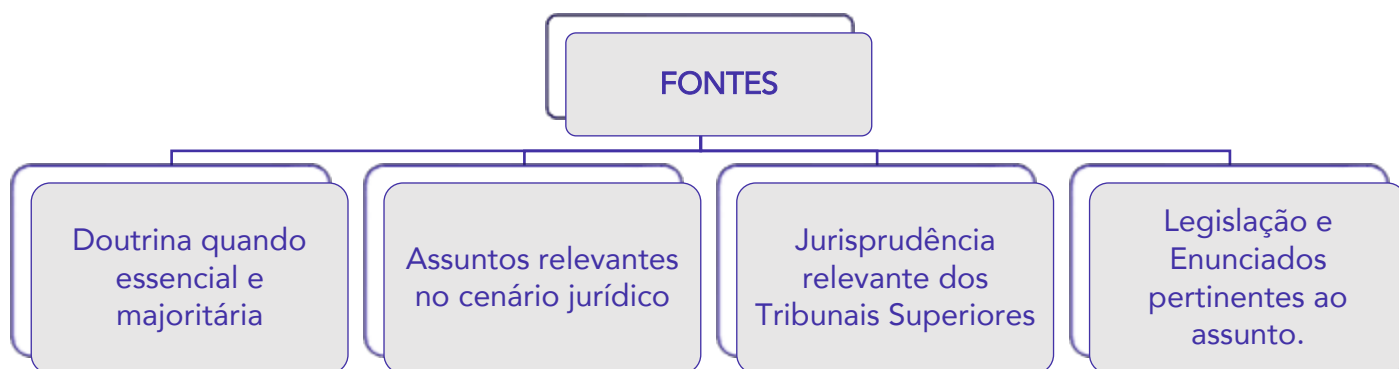 FONTES
Doutrina quando
essencial e
majoritária
Assuntos relevantes
no cenário jurídico
Jurisprudência
relevante dos
Tribunais Superiores
Legislação e
Enunciados
pertinentes ao
assunto.